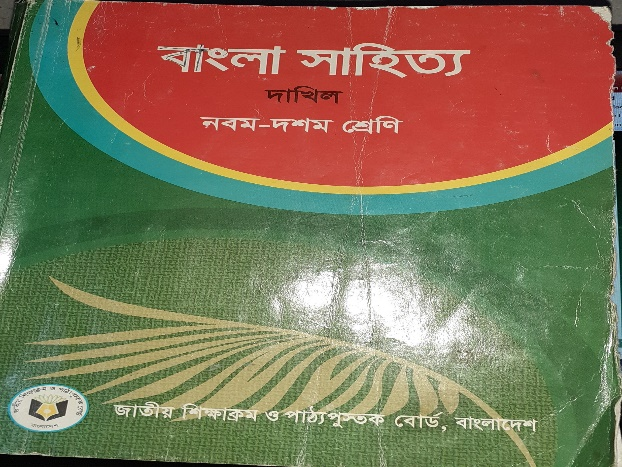 বাংলা সাহিত্য
দাখিল
নবম-দশম শ্রেণি
জাতীয় শিক্ষাক্রম ও পাঠ্যপুস্তক বোর্ড, বাংলাদেশ
বাংলাদেশ